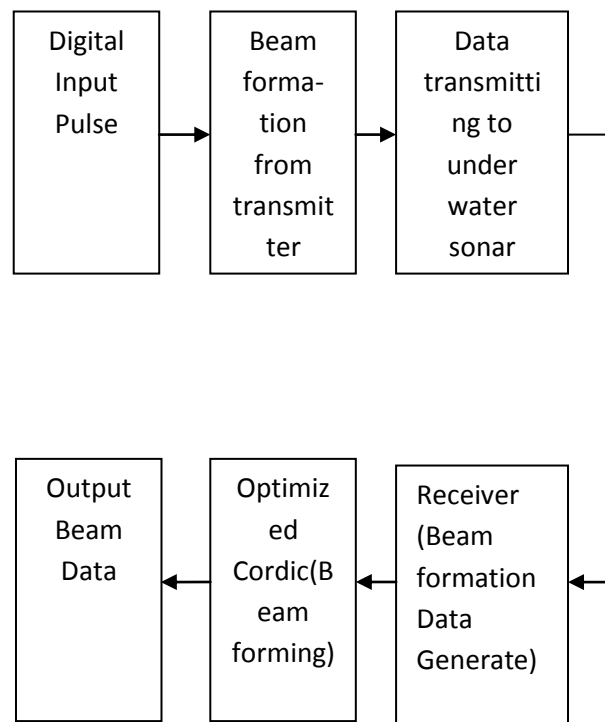 Digital
Input
Pulse
Beam
forma-
tion
from
transmit
ter
Data
transmitti
ng to
under
water
sonar
Output
Beam
Data
Optimiz
ed
Cordic(B
eam
forming)
Receiver
(Beam
formation
Data
Generate)